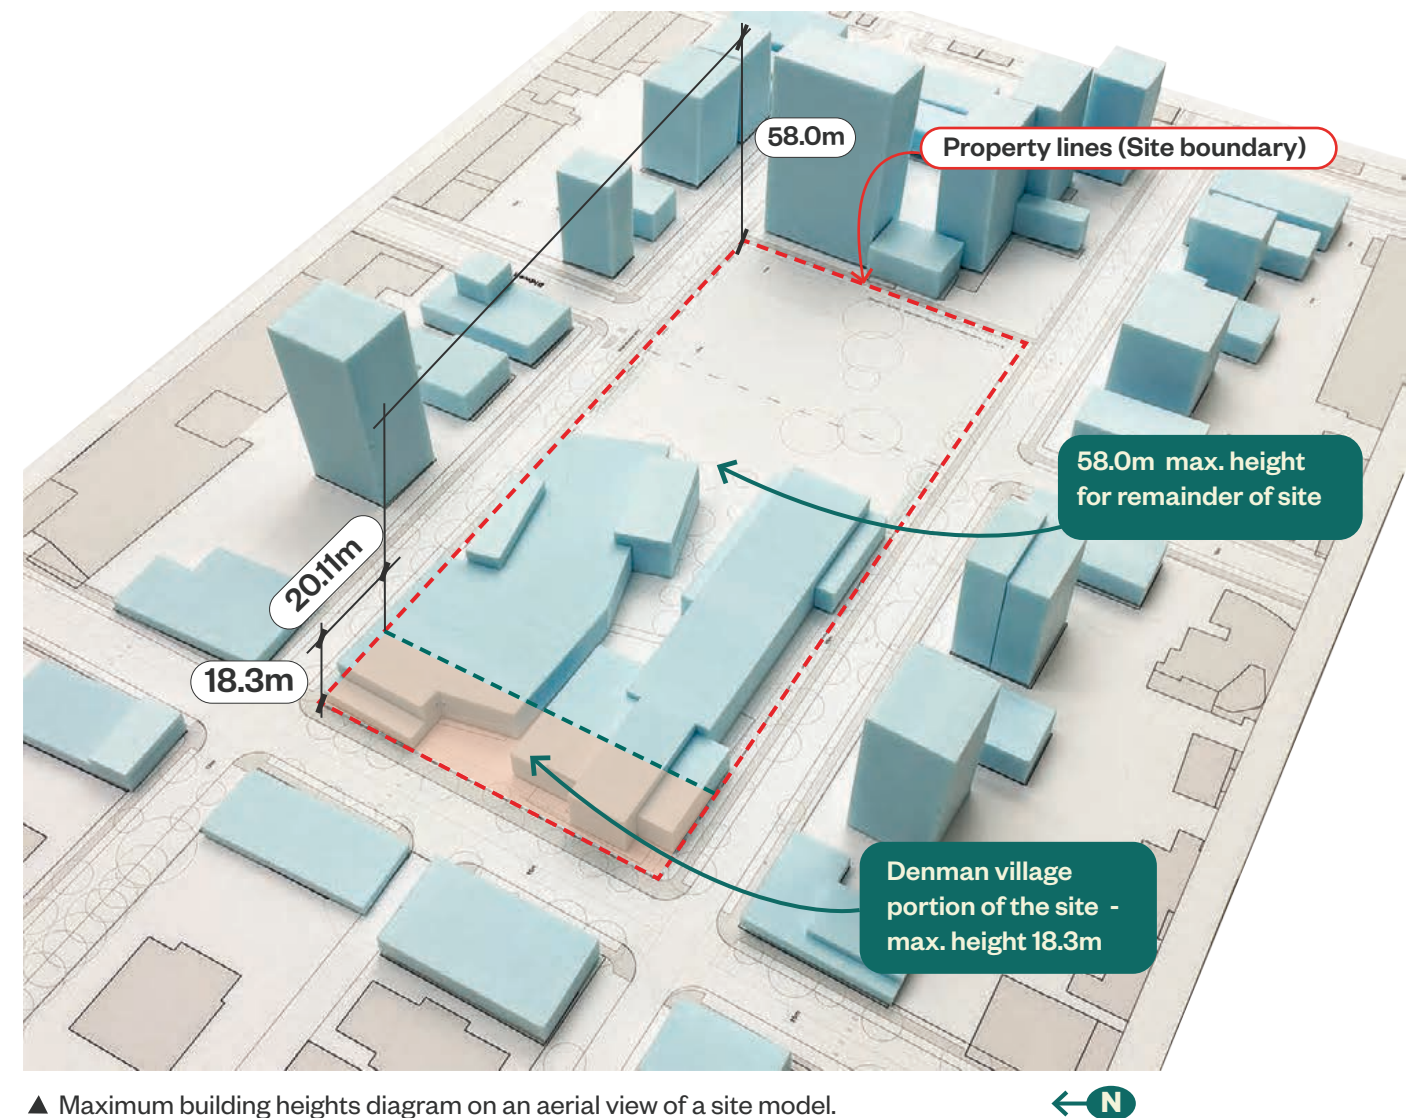 58.0m
Property lines (Site boundary)
58.0m max. height
for remainder of site
20.11m
18.3m
Denman village
portion of the site -
max. height 18.3m
▲ Maximum building heights diagram on an aerial view of a site model.
N